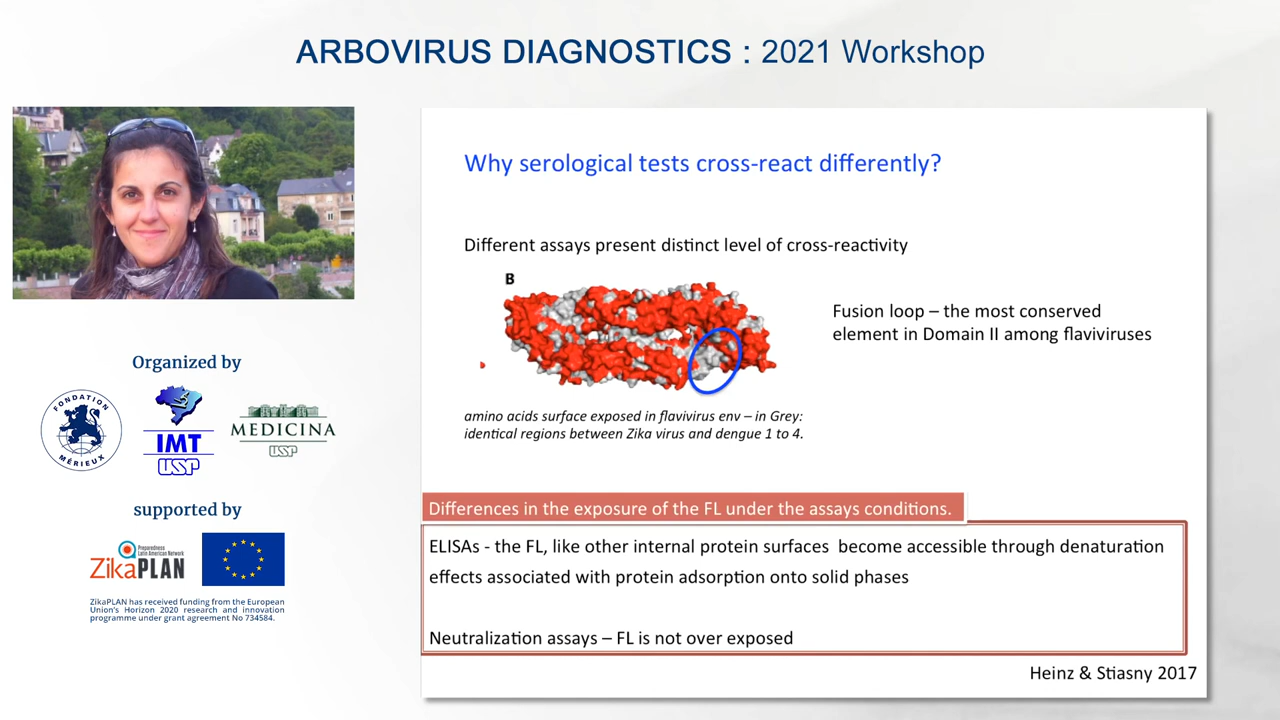 ARBOVIRUS DIAGNOSTICS : 2021 Workshop
Organized by
FONDATION
MÉRIEUX
IMT
USP
MEDICINA
USP
supported by
Preparedness
Latin American Network
ZikaPLAN
ZikaPLAN has received funding from the European
Union's Horizon 2020 research and innovation
programme under grant agreement No 734584.
Why serological tests cross-react differently?
Different assays present distinct level of cross-reactivity
B
Fusion loop – the most conserved
element in Domain II among flaviviruses
amino acids surface exposed in flavivirus env – in Grey:
identical regions between Zika virus and dengue 1 to 4.
Differences in the exposure of the FL under the assays conditions.
ELISAs - the FL, like other internal protein surfaces become accessible through denaturation
effects associated with protein adsorption onto solid phases
Neutralization assays – FL is not over exposed
Heinz & Stiasny 2017